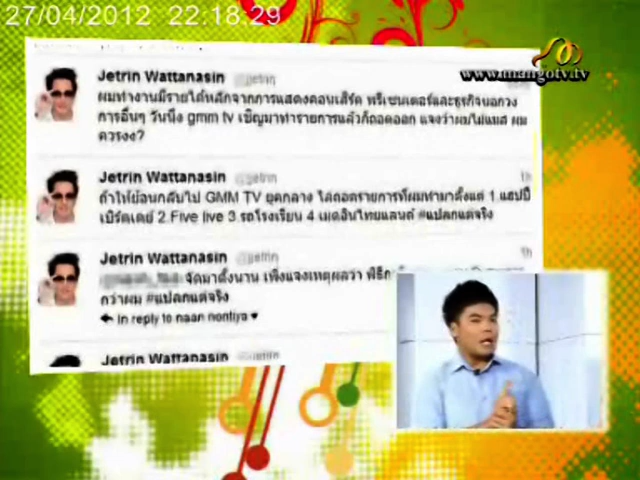 27/04/2012 22:18:29
www.mangotv.tv
Jetrin Wattanasin @jetrin
ผมทำงานมีรายได้หลักจากการแสดงคอนเสิร์ต พรีเซนเตอร์และธุรกิจนอกวง
การอื่นๆ วันนึง gmm tv เชิญมาทำรายการแล้วก็ถอดออก แจงว่าผมไม่แมส ผม
ควรงง?
Jetrin Wattanasin @jetrin 1h
ถ้าให้ย้อนกลับไป GMM TV ยุคกลาง ได้ถอดรายการที่ผมทำมาตั้งแต่ 1.แฮปปี้
เบิร์ดเดย์ 2.Five live 3.รถโรงเรียน 4.เมดอินไทยแลนด์ #แปลกแต่จริง
Jetrin Wattanasin @jetrin 1h
จัดมาตั้งนาน เพิ่งแจงเหตุผลว่า
กว่าผม #แปลกแต่จริง
In reply to naan nontiya
Jetrin Wattanasin @jetrin